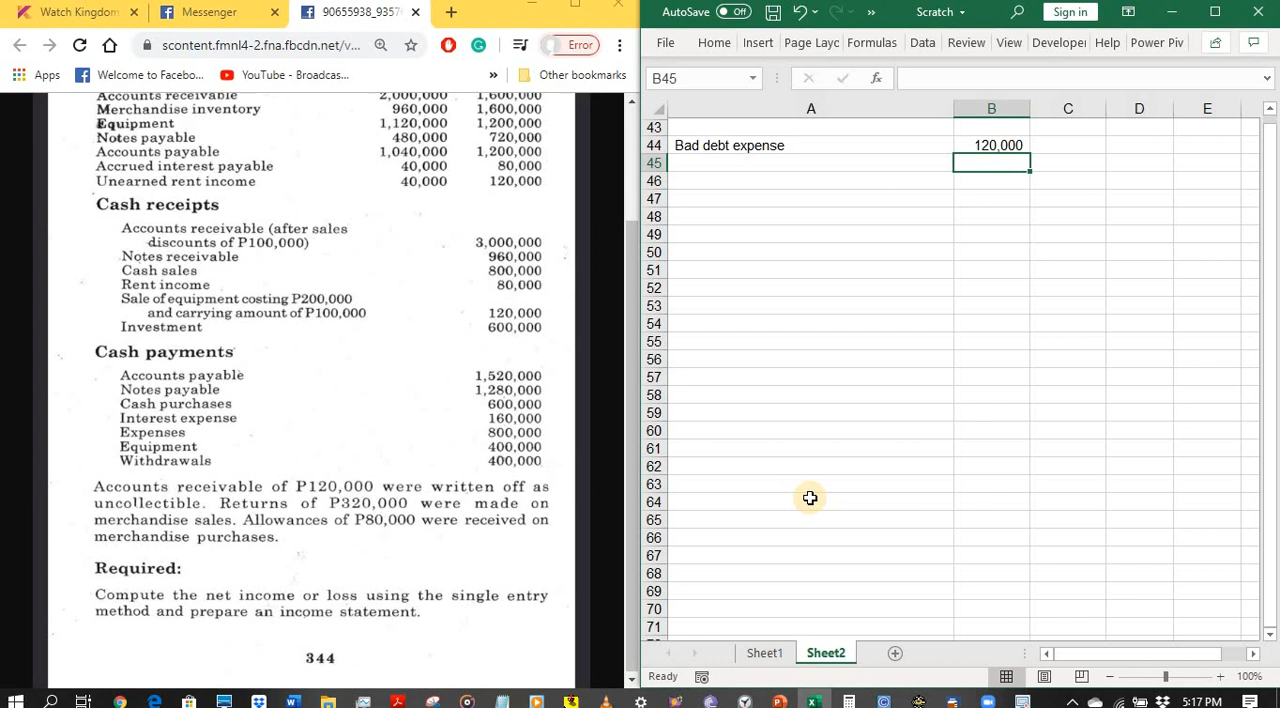 Watch Kingdom
Messenger
90655938_9357
AutoSave Off
Scratch
Sign in
scontent.fmnl4-2.fna.fbcdn.net/v...
Error
File Home Insert Page Layc Formulas Data Review View Developer Help Power Piv
Apps Welcome to Facebo... YouTube - Broadcas... » Other bookmarks
B45
fx
A B C D E
Accounts receivable 2,000,000 1,600,000
Merchandise inventory 960,000 1,600,000
Equipment 1,120,000 1,200,000
Notes payable 480,000 720,000
Accounts payable 1,040,000 1,200,000
Accrued interest payable 40,000 80,000
Unearned rent income 40,000 120,000
Cash receipts
Accounts receivable (after sales
discounts of P100,000) 3,000,000
Notes receivable 960,000
Cash sales 800,000
Rent income 80,000
Sale of equipment costing P200,000
and carrying amount of P100,000 120,000
Investment 600,000
Cash payments
Accounts payable 1,520,000
Notes payable 1,280,000
Cash purchases 600,000
Interest expense 160,000
Expenses 800,000
Equipment 400,000
Withdrawals 400,000
Accounts receivable of P120,000 were written off as
uncollectible. Returns of P320,000 were made on
merchandise sales. Allowances of P80,000 were received on
merchandise purchases.
Required:
Compute the net income or loss using the single entry
method and prepare an income statement.
344
43
44 Bad debt expense 120,000
45
46
47
48
49
50
51
52
53
54
55
56
57
58
59
60
61
62
63
64
65
66
67
68
69
70
71
Sheet1 Sheet2
Ready
100%
5:17 PM